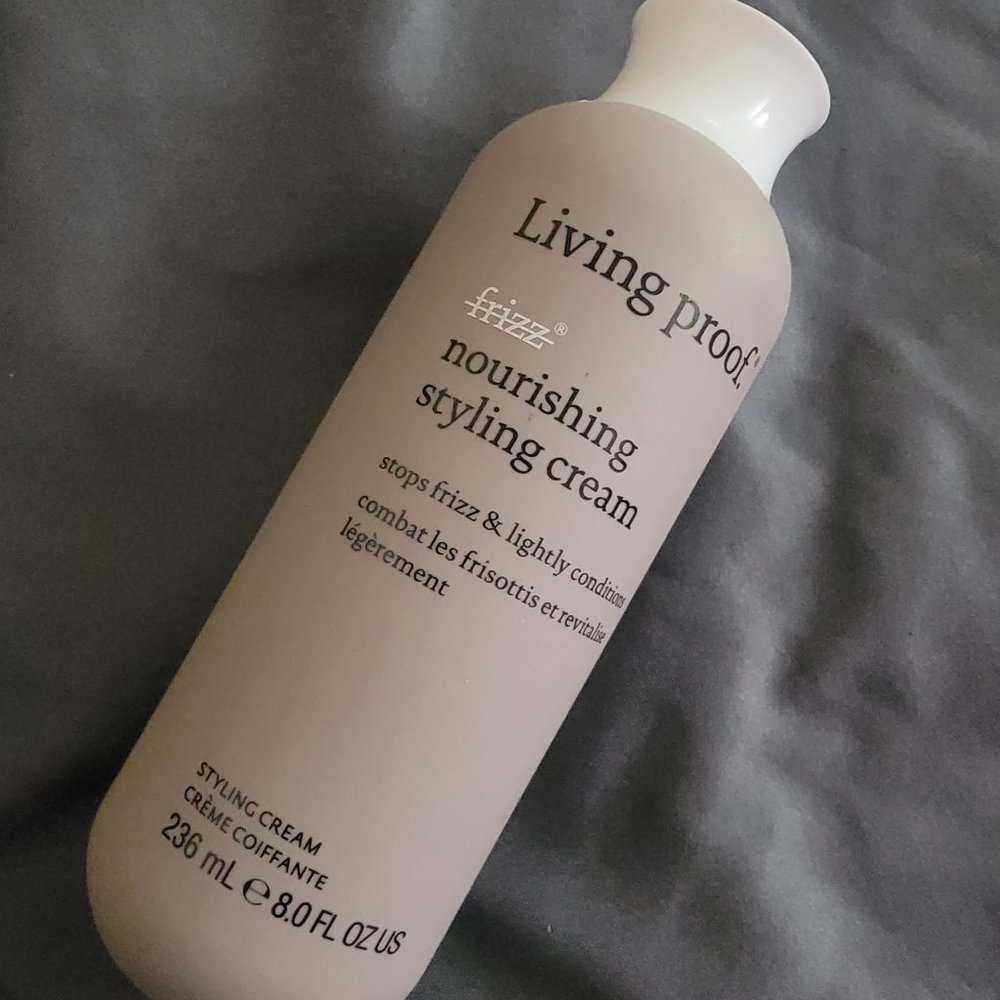 Living proof.®
frizz®
nourishing
styling cream
stops frizz & lightly conditions
combat les frisottis et revitalise
légèrement
STYLING CREAM
CRÈME COIFFANTE
236 mL ℮ 8.0 FL OZ US